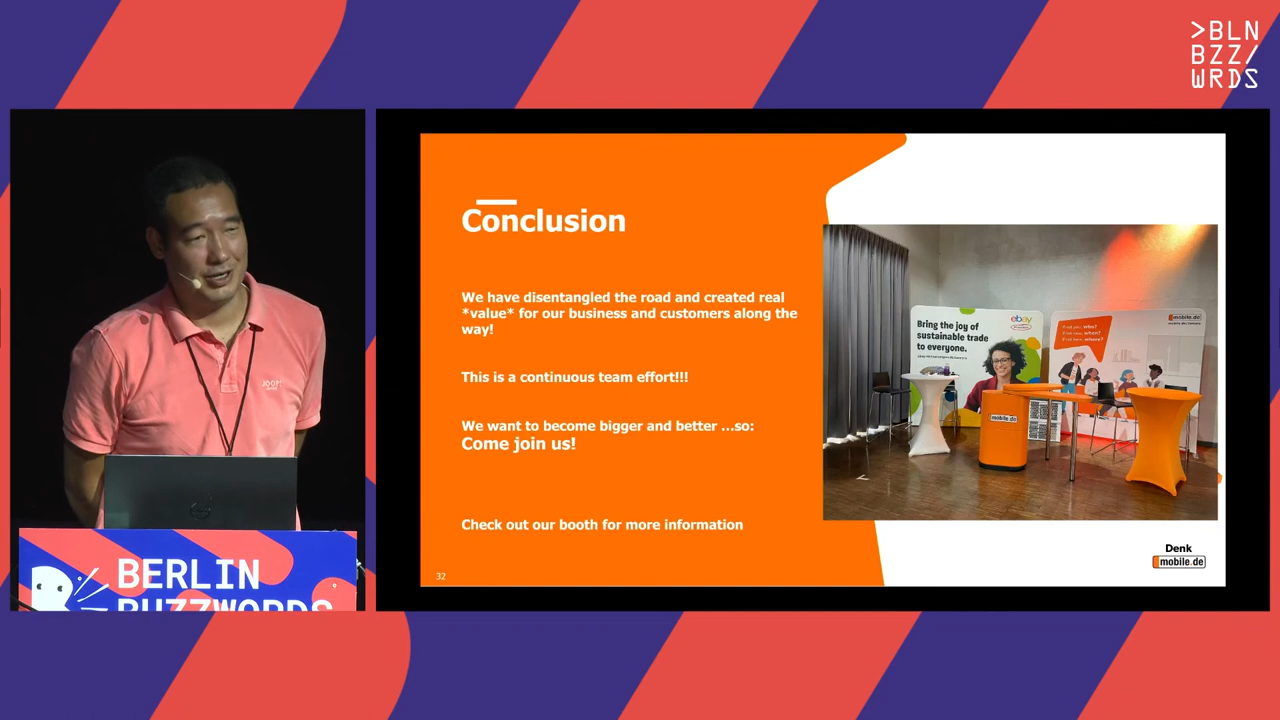 >BLN
BZZ/
WRDS
JOOP!
BERLIN
BUZZWORDS
Conclusion
We have disentangled the road and created real
*value* for our business and customers along the
way!
This is a continuous team effort!!!
We want to become bigger and better ...so:
Come join us!
Check out our booth for more information
32
ebay
Bring the joy of
sustainable trade
to everyone.
mobile.de
mobile.de
Denk
mobile.de